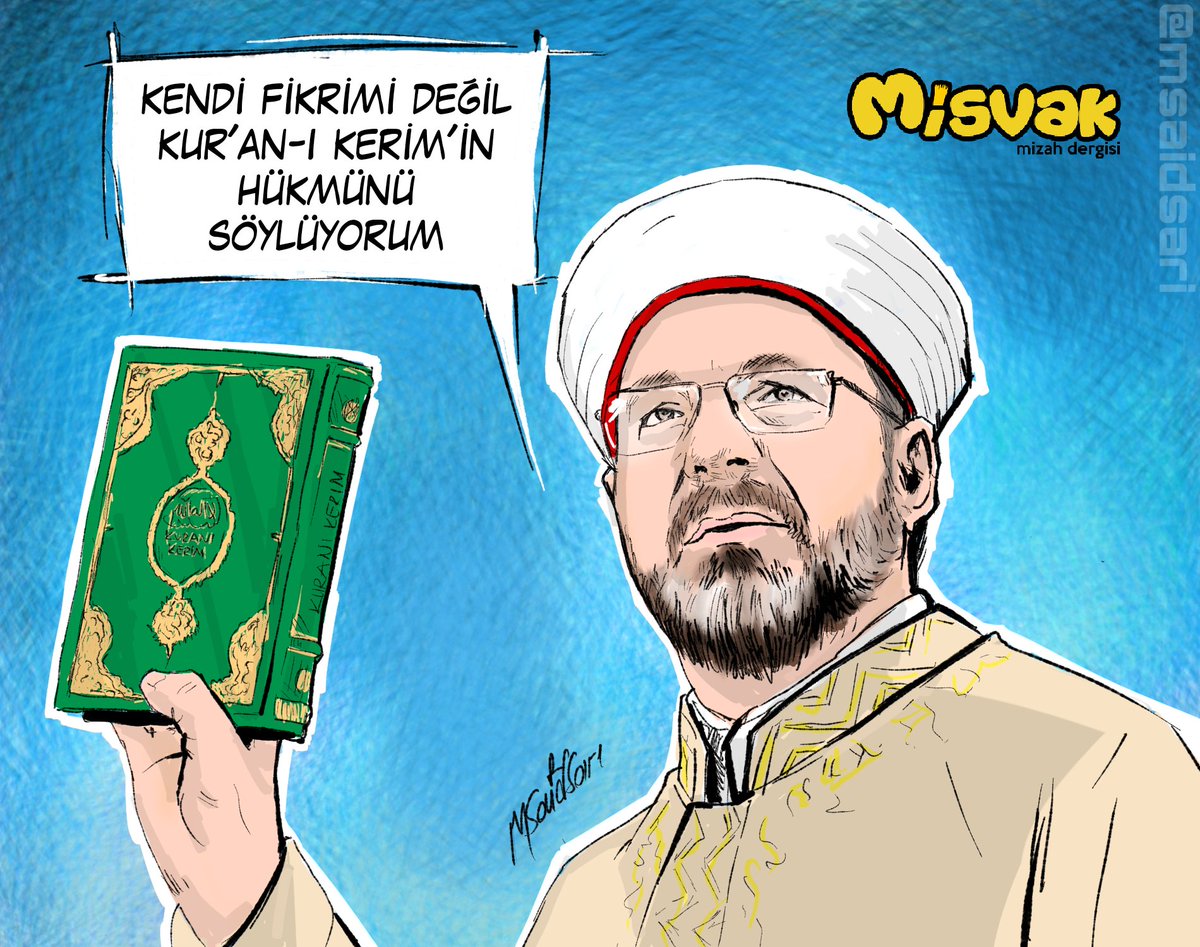 KENDİ FİKRİMİ DEĞİL
KUR'AN-I KERİM'İN
HÜKMÜNÜ
SÖYLÜYORUM
Misvak
mizah dergisi
@msaidsari
KURANI
KERİM
KURANI KERİM
MSaidSarı